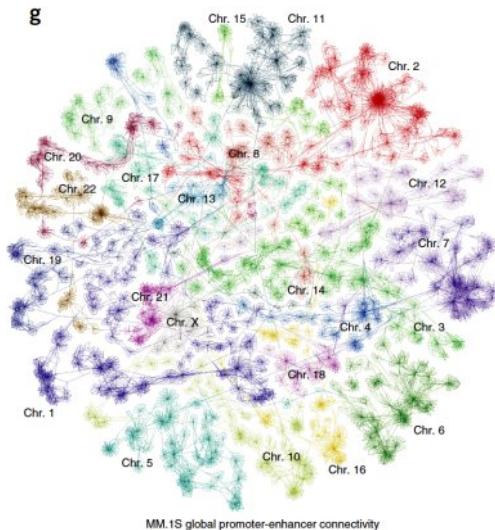 g
Chr. 15
Chr. 11
Chr. 2
Chr. 9
Chr. 20
Chr. 8
Chr. 17
Chr. 12
Chr. 22
Chr. 13
Chr. 7
Chr. 19
Chr. 21
Chr. 14
Chr. X
Chr. 4
Chr. 3
Chr. 18
Chr. 1
Chr. 6
Chr. 5
Chr. 10
Chr. 16
MM.1S global promoter-enhancer connectivity